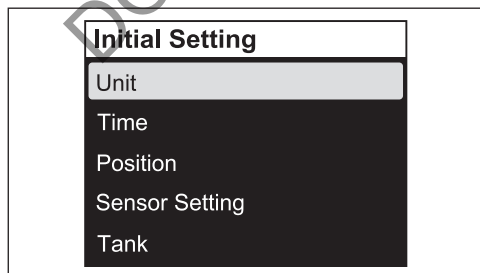 Initial Setting
Unit
Time
Position
Sensor Setting
Tank